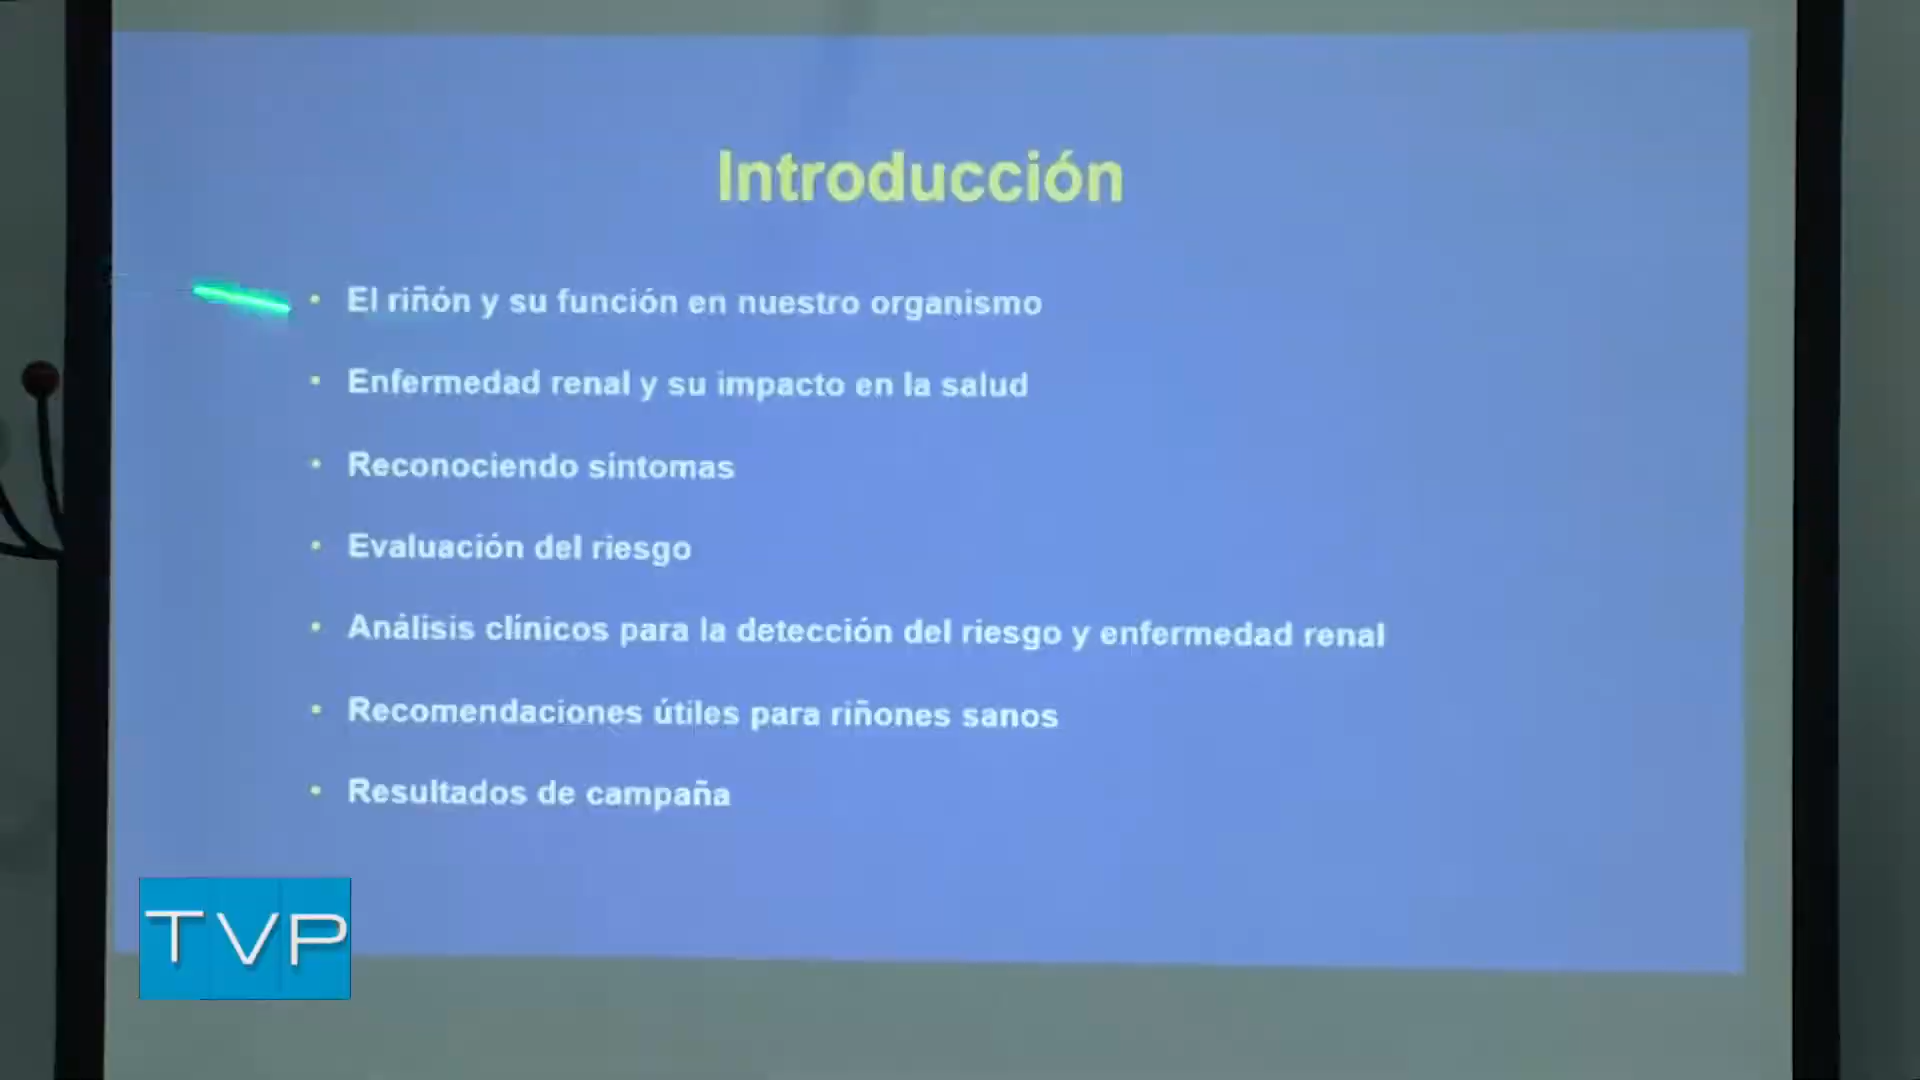 Introducción
• El riñón y su función en nuestro organismo
• Enfermedad renal y su impacto en la salud
• Reconociendo síntomas
• Evaluación del riesgo
• Análisis clínicos para la detección del riesgo y enfermedad renal
• Recomendaciones útiles para riñones sanos
• Resultados de campaña
TVP